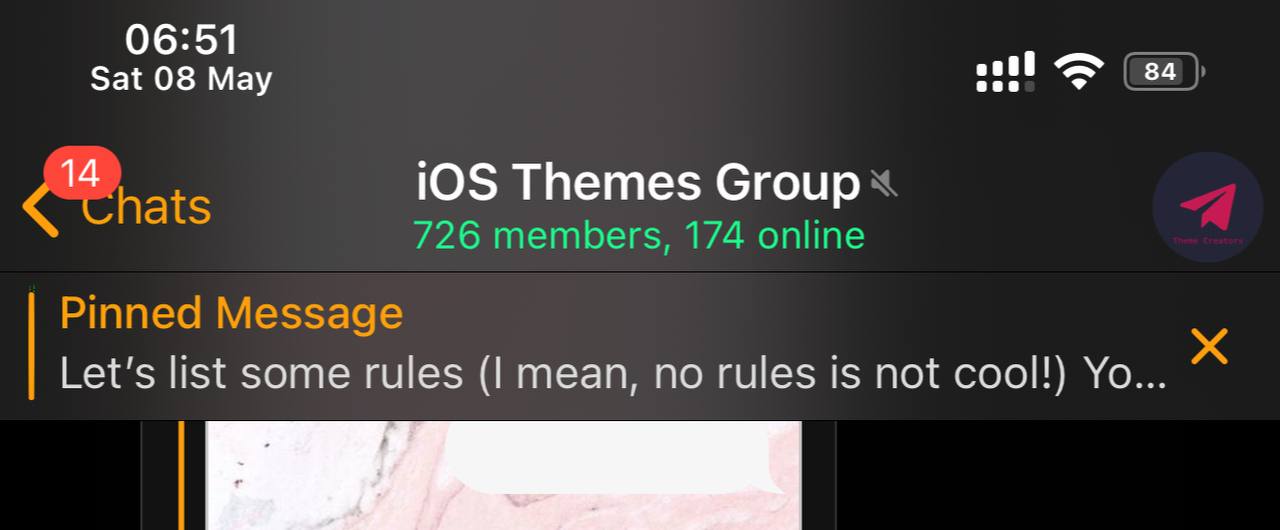 06:51
Sat 08 May
84
14
Chats
iOS Themes Group
726 members, 174 online
Theme Creators
Pinned Message
Let’s list some rules (I mean, no rules is not cool!) Yo...